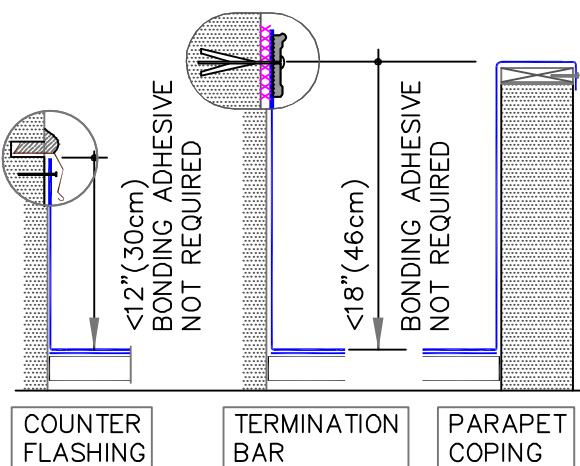 <12"(30cm)
BONDING ADHESIVE
NOT REQUIRED
<18"(46cm)
BONDING ADHESIVE
NOT REQUIRED
COUNTER
FLASHING
TERMINATION
BAR
PARAPET
COPING